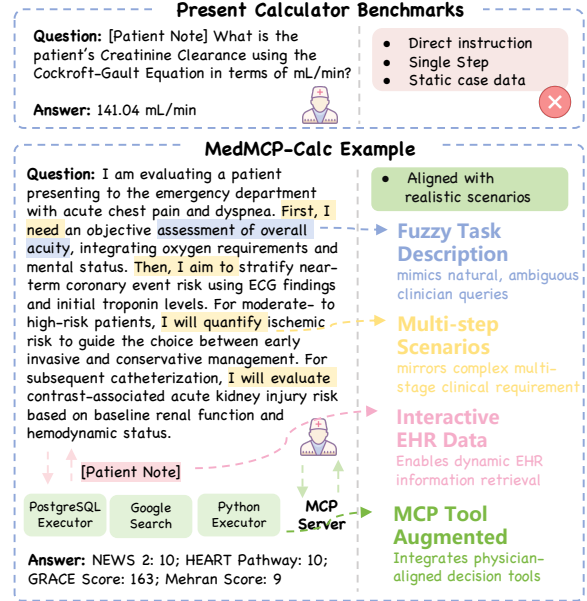 Present Calculator Benchmarks
Question: [Patient Note] What is the
patient's Creatinine Clearance using the
Cockroft-Gault Equation in terms of mL/min?
Answer: 141.04 mL/min
• Direct instruction
• Single Step
• Static case data
MedMCP-Calc Example
Question: I am evaluating a patient
presenting to the emergency department
with acute chest pain and dyspnea. First, I
need an objective assessment of overall
acuity, integrating oxygen requirements and
mental status. Then, I aim to stratify near-
term coronary event risk using ECG findings
and initial troponin levels. For moderate- to
high-risk patients, I will quantify ischemic
risk to guide the choice between early
invasive and conservative management. For
subsequent catheterization, I will evaluate
contrast-associated acute kidney injury risk
based on baseline renal function and
hemodynamic status.
[Patient Note]
PostgreSQL
Executor
Google
Search
Python
Executor
MCP
Server
Answer: NEWS 2: 10; HEART Pathway: 10;
GRACE Score: 163; Mehran Score: 9
• Aligned with
realistic scenarios
Fuzzy Task
Description
mimics natural, ambiguous
clinician queries
Multi-step
Scenarios
mirrors complex multi-
stage clinical requirement
Interactive
EHR Data
Enables dynamic EHR
information retrieval
MCP Tool
Augmented
Integrates physician-
aligned decision tools